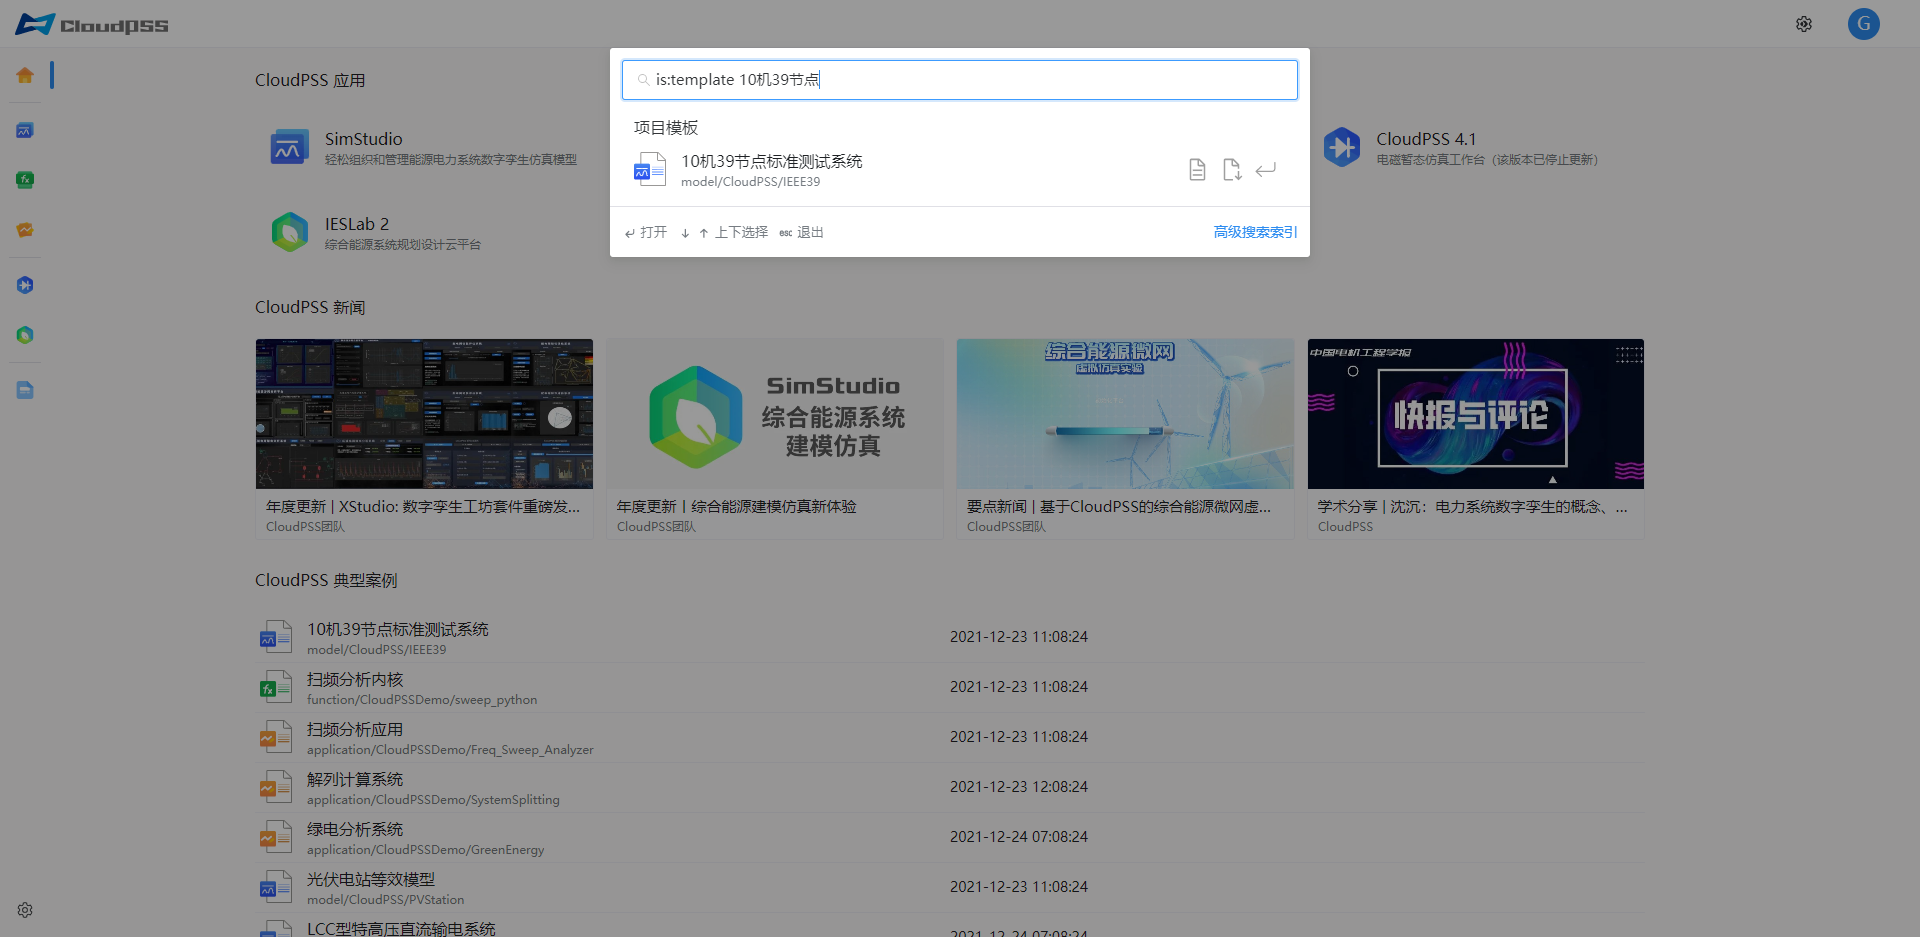 CloudPSS
G
is:template 10机39节点
项目模板
10机39节点标准测试系统
model/CloudPSS/IEEE39
打开
上下选择
esc 退出
高级搜索索引
CloudPSS 应用
SimStudio
轻松组织和管理能源电力系统数字孪生仿真模型
CloudPSS 4.1
电磁暂态仿真工作台（该版本已停止更新）
IESLab 2
综合能源系统规划设计云平台
CloudPSS 新闻
SimStudio
综合能源系统
建模仿真
综合能源微网
虚拟仿真实验
中国电机工程学报
快报与评论
年度更新 | XStudio: 数字孪生工坊套件重磅发...
CloudPSS团队
年度更新丨综合能源建模仿真新体验
CloudPSS团队
要点新闻 | 基于CloudPSS的综合能源微网虚...
CloudPSS团队
学术分享 | 沈沉：电力系统数字孪生的概念、...
CloudPSS
CloudPSS 典型案例
10机39节点标准测试系统
model/CloudPSS/IEEE39
2021-12-23 11:08:24
扫频分析内核
function/CloudPSSDemo/sweep_python
2021-12-23 11:08:24
扫频分析应用
application/CloudPSSDemo/Freq_Sweep_Analyzer
2021-12-23 11:08:24
解列计算系统
application/CloudPSSDemo/SystemSplitting
2021-12-23 12:08:24
绿电分析系统
application/CloudPSSDemo/GreenEnergy
2021-12-24 07:08:24
光伏电站等效模型
model/CloudPSS/PVStation
2021-12-23 11:08:24
LCC型特高压直流输电系统
2021-12-24 07:08:24